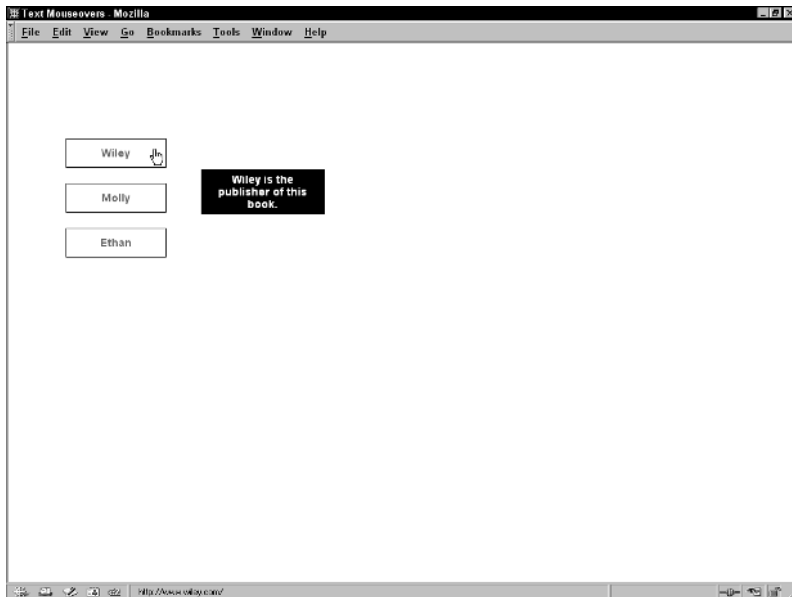 Text Mouseovers - Mozilla
File Edit View Go Bookmarks Tools Window Help
Wiley
Molly
Ethan
Wiley is the
publisher of this
book.
http://www.wiley.com/